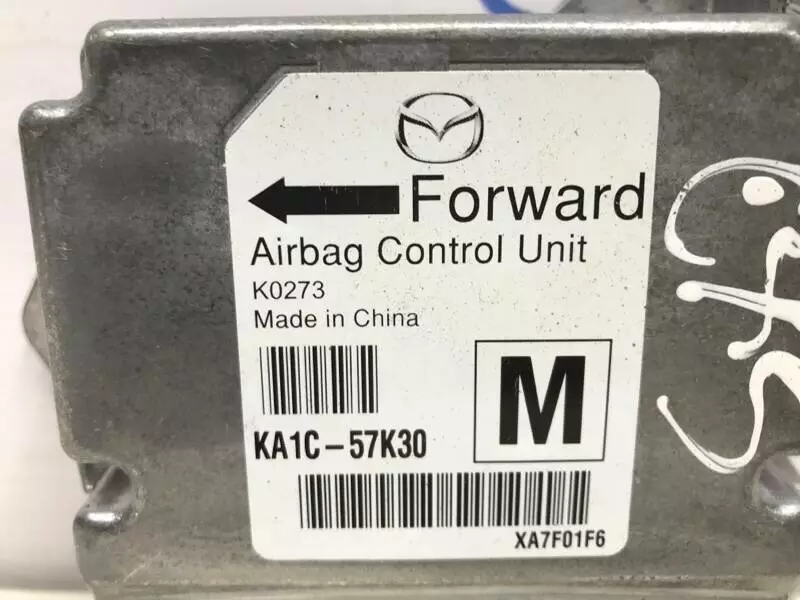 Forward
Airbag Control Unit
K0273
Made in China
M
KA1C-57K30
XA7F01F6